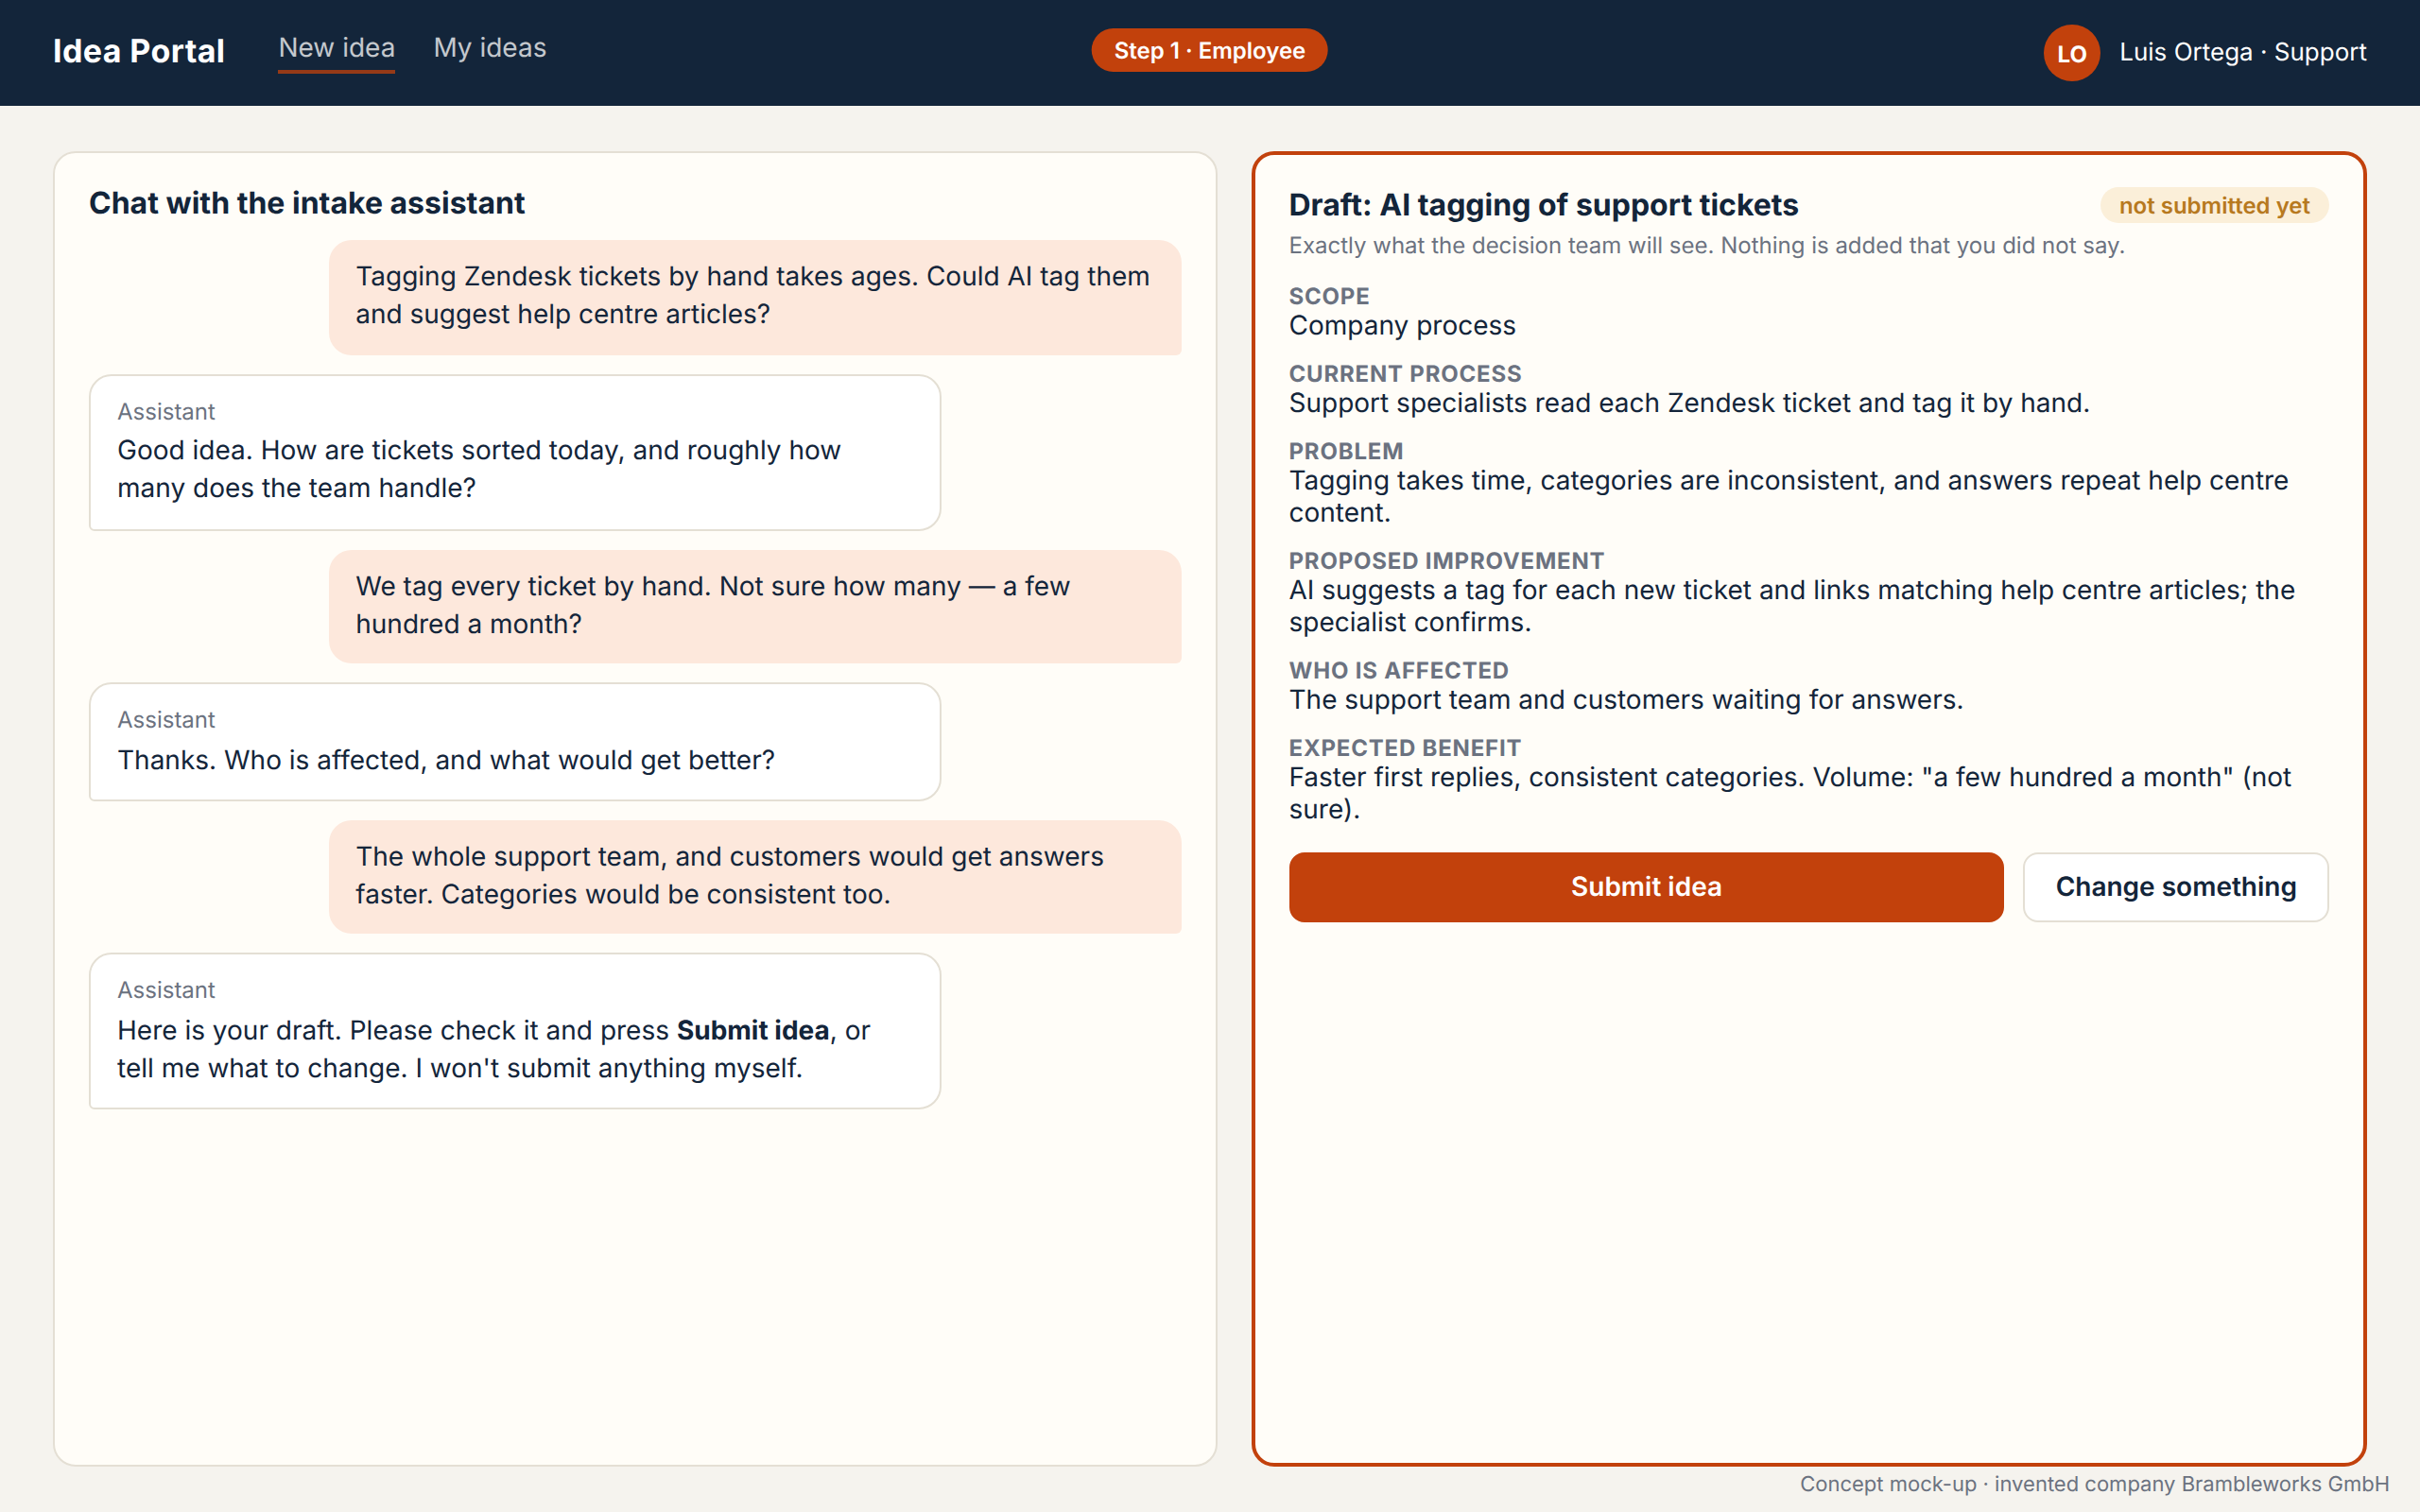 Idea Portal
New idea
My ideas
Step 1 · Employee
LO
Luis Ortega · Support
Chat with the intake assistant
Tagging Zendesk tickets by hand takes ages. Could AI tag them
and suggest help centre articles?
Assistant
Good idea. How are tickets sorted today, and roughly how
many does the team handle?
We tag every ticket by hand. Not sure how many — a few
hundred a month?
Assistant
Thanks. Who is affected, and what would get better?
The whole support team, and customers would get answers
faster. Categories would be consistent too.
Assistant
Here is your draft. Please check it and press Submit idea, or
tell me what to change. I won't submit anything myself.
Draft: AI tagging of support tickets
not submitted yet
Exactly what the decision team will see. Nothing is added that you did not say.
SCOPE
Company process
CURRENT PROCESS
Support specialists read each Zendesk ticket and tag it by hand.
PROBLEM
Tagging takes time, categories are inconsistent, and answers repeat help centre
content.
PROPOSED IMPROVEMENT
AI suggests a tag for each new ticket and links matching help centre articles; the
specialist confirms.
WHO IS AFFECTED
The support team and customers waiting for answers.
EXPECTED BENEFIT
Faster first replies, consistent categories. Volume: "a few hundred a month" (not
sure).
Submit idea
Change something
Concept mock-up · invented company Brambleworks GmbH